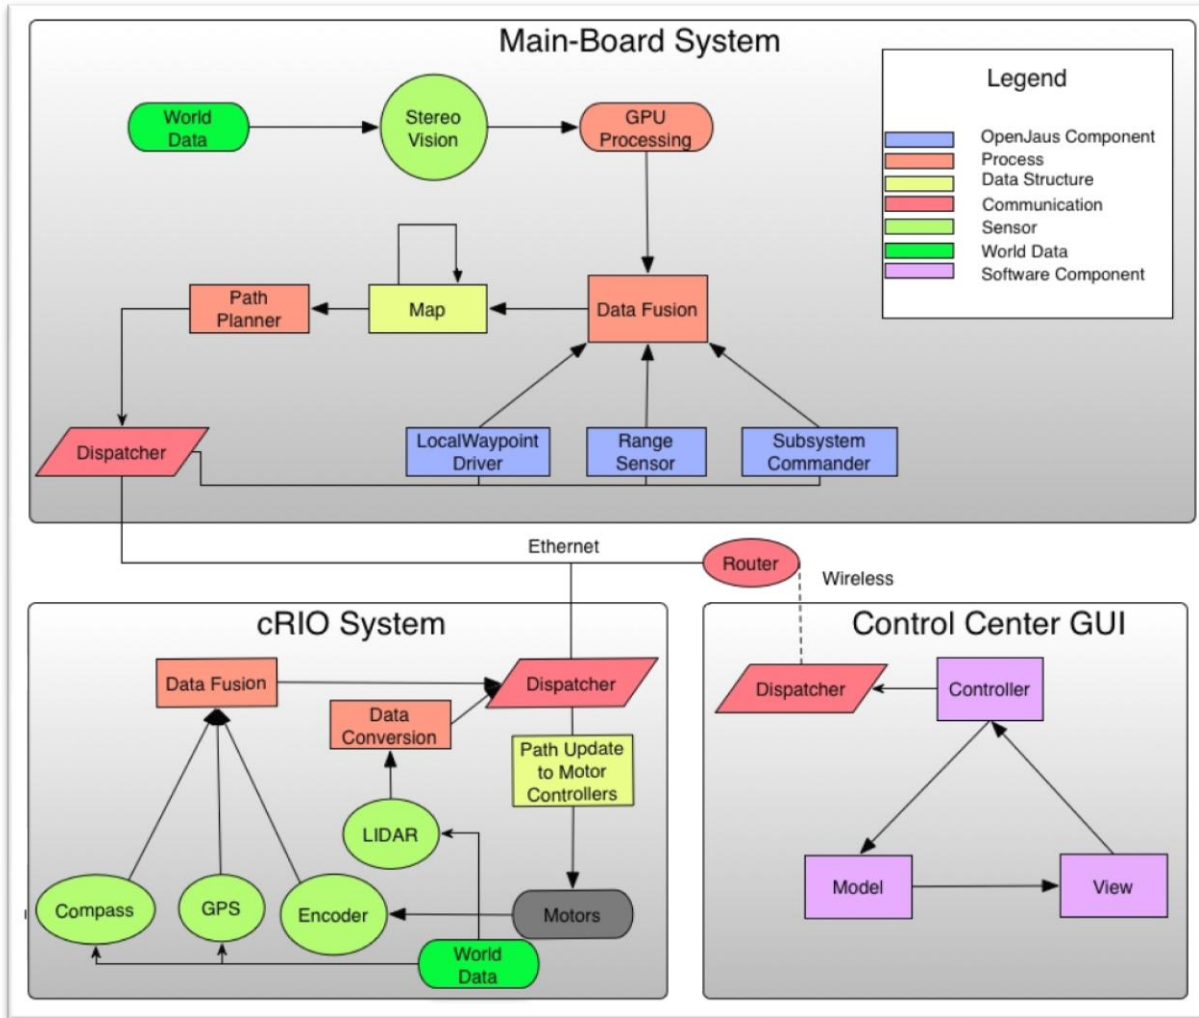 Main-Board System
Legend
OpenJaus Component
Process
Data Structure
Communication
Sensor
World Data
Software Component
World
Data
Stereo
Vision
GPU
Processing
Path
Planner
Map
Data Fusion
Dispatcher
LocalWaypoint
Driver
Range
Sensor
Subsystem
Commander
Ethernet
Router
Wireless
cRIO System
Data Fusion
Dispatcher
Data
Conversion
Path Update
to Motor
Controllers
LIDAR
Compass
GPS
Encoder
Motors
World
Data
Control Center GUI
Dispatcher
Controller
Model
View